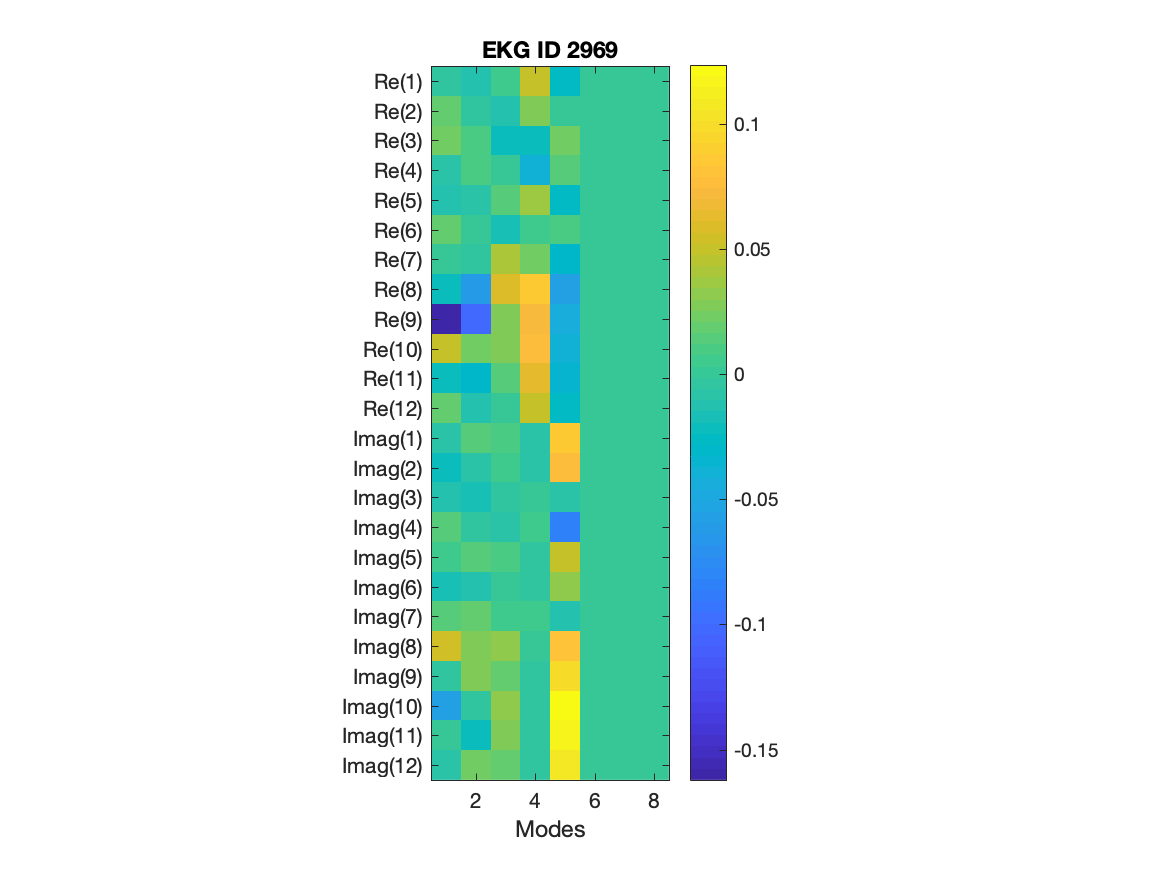 EKG ID 2969
Re(1)
Re(2)
Re(3)
Re(4)
Re(5)
Re(6)
Re(7)
Re(8)
Re(9)
Re(10)
Re(11)
Re(12)
Imag(1)
Imag(2)
Imag(3)
Imag(4)
Imag(5)
Imag(6)
Imag(7)
Imag(8)
Imag(9)
Imag(10)
Imag(11)
Imag(12)
2 4 6 8
Modes
0.1
0.05
0
-0.05
-0.1
-0.15